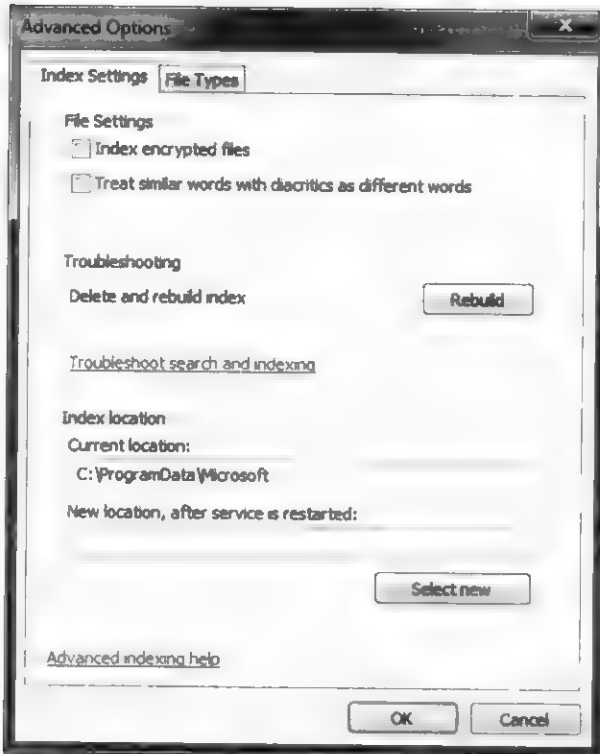 Advanced Options
Index Settings File Types
File Settings
Index encrypted files
Treat similar words with diacritics as different words
Troubleshooting
Delete and rebuild index Rebuild
Troubleshoot search and indexing
Index location
Current location:
C:\ProgramData\Microsoft
New location, after service is restarted:
Select new
Advanced indexing help
OK Cancel